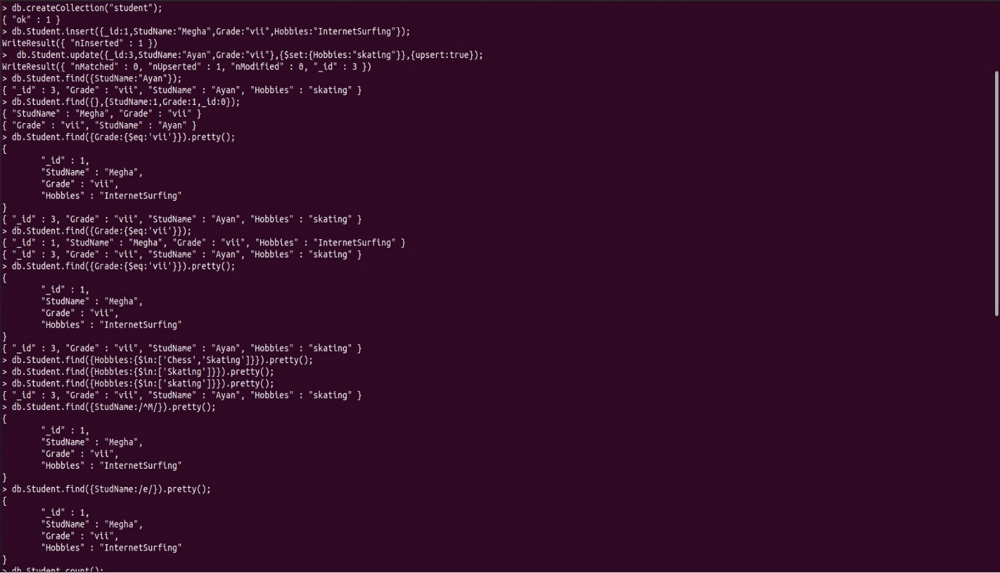 > db.createCollection("student");
{ "ok" : 1 }
> db.Student.insert({_id:1,StudName:"Megha",Grade:"vii",Hobbies:"InternetSurfing"});
WriteResult({ "nInserted" : 1 })
>  db.Student.update({_id:3,StudName:"Ayan",Grade:"vii"},{$set:{Hobbies:"skating"}},{upsert:true});
WriteResult({ "nMatched" : 0, "nUpserted" : 1, "nModified" : 0, "_id" : 3 })
> db.Student.find({StudName:"Ayan"});
{ "_id" : 3, "Grade" : "vii", "StudName" : "Ayan", "Hobbies" : "skating" }
> db.Student.find({},{StudName:1,Grade:1,_id:0});
{ "StudName" : "Megha", "Grade" : "vii" }
{ "Grade" : "vii", "StudName" : "Ayan" }
> db.Student.find({Grade:{$eq:'vii'}}).pretty();
{
        "_id" : 1,
        "StudName" : "Megha",
        "Grade" : "vii",
        "Hobbies" : "InternetSurfing"
}
{ "_id" : 3, "Grade" : "vii", "StudName" : "Ayan", "Hobbies" : "skating" }
> db.Student.find({Grade:{$eq:'vii'}});
{ "_id" : 1, "StudName" : "Megha", "Grade" : "vii", "Hobbies" : "InternetSurfing" }
{ "_id" : 3, "Grade" : "vii", "StudName" : "Ayan", "Hobbies" : "skating" }
> db.Student.find({Grade:{$eq:'vii'}}).pretty();
{
        "_id" : 1,
        "StudName" : "Megha",
        "Grade" : "vii",
        "Hobbies" : "InternetSurfing"
}
{ "_id" : 3, "Grade" : "vii", "StudName" : "Ayan", "Hobbies" : "skating" }
> db.Student.find({Hobbies:{$in:['Chess','Skating']}}).pretty();
> db.Student.find({Hobbies:{$in:['Skating']}}).pretty();
> db.Student.find({Hobbies:{$in:['skating']}}).pretty();
{ "_id" : 3, "Grade" : "vii", "StudName" : "Ayan", "Hobbies" : "skating" }
> db.Student.find({StudName:/^M/}).pretty();
{
        "_id" : 1,
        "StudName" : "Megha",
        "Grade" : "vii",
        "Hobbies" : "InternetSurfing"
}
> db.Student.find({StudName:/e/}).pretty();
{
        "_id" : 1,
        "StudName" : "Megha",
        "Grade" : "vii",
        "Hobbies" : "InternetSurfing"
}
> db.Student.count();